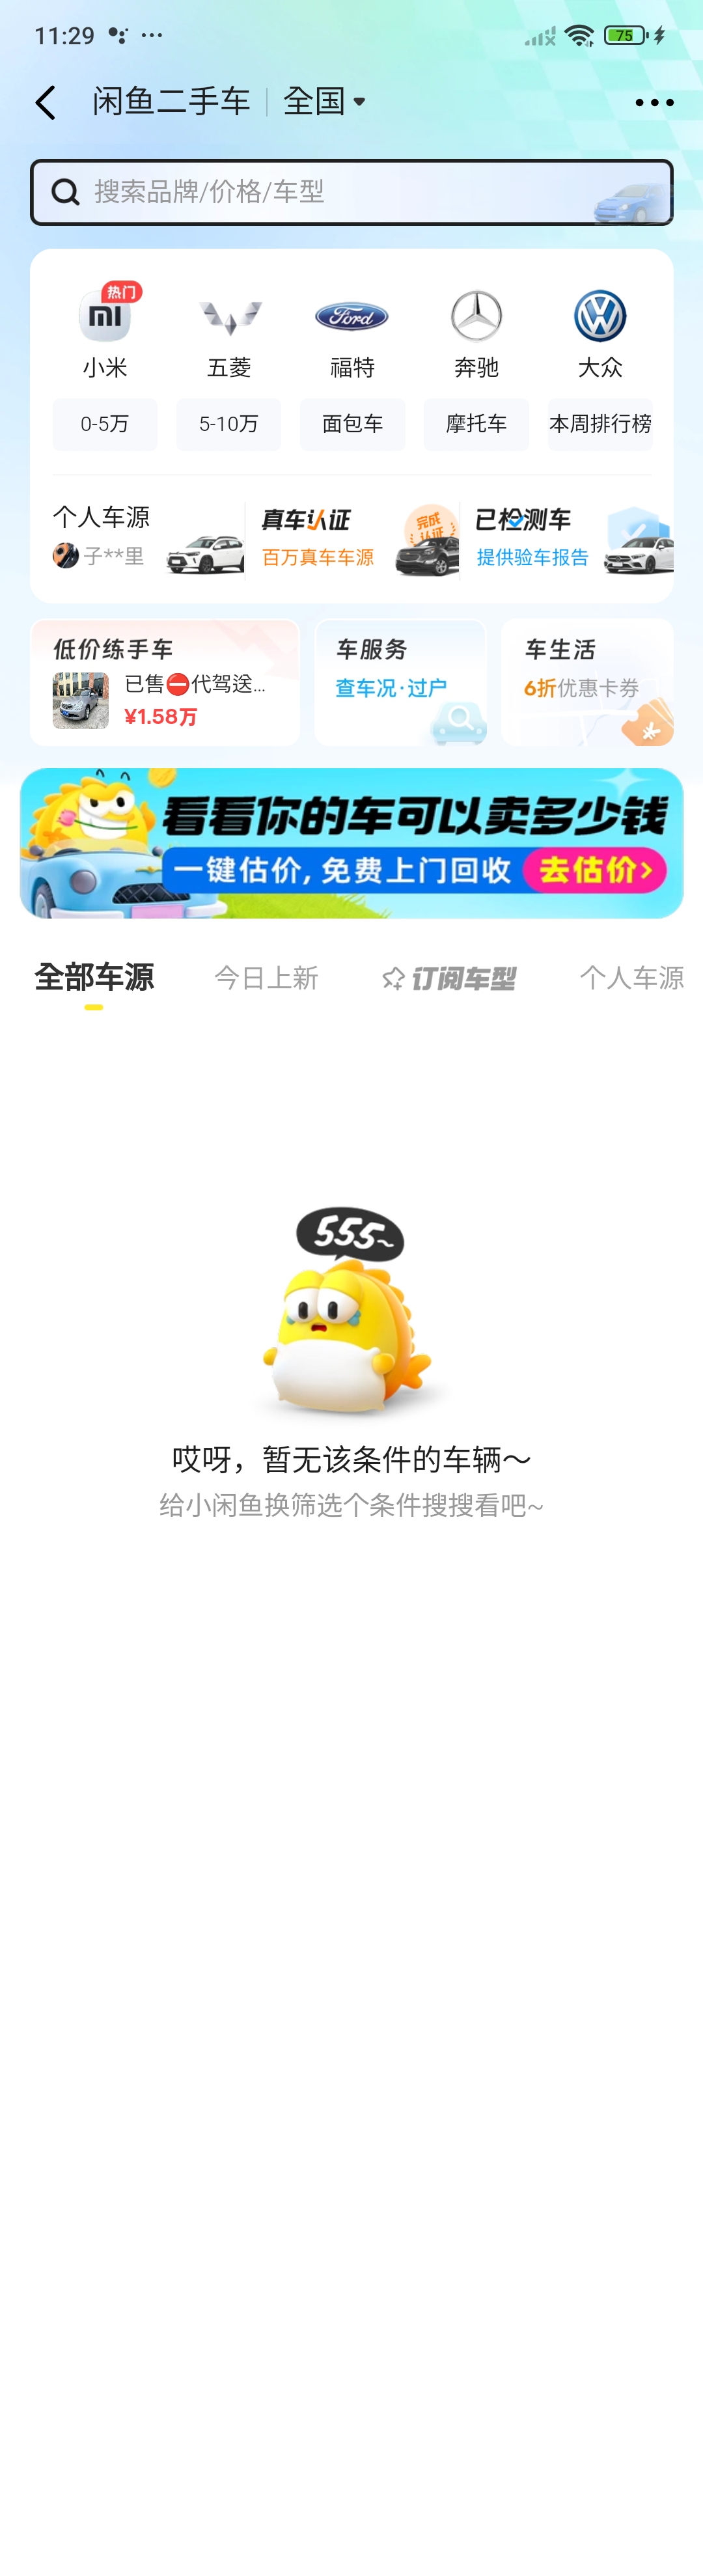 11:29
75
闲鱼二手车 全国
搜索品牌/价格/车型
热门
小米 五菱 福特 奔驰 大众
Ford
0-5万 5-10万 面包车 摩托车 本周排行榜
个人车源 真车认证 已检测车
完成
认证
子**里 百万真车车源 提供验车报告
低价练手车 车服务 车生活
已售⛔代驾送... 查车况·过户 6折优惠卡券
¥1.58万
看看你的车可以卖多少钱
一键估价, 免费上门回收 去估价>
全部车源 今日上新 订阅车型 个人车源
555~
哎呀，暂无该条件的车辆～
给小闲鱼换筛选个条件搜搜看吧~